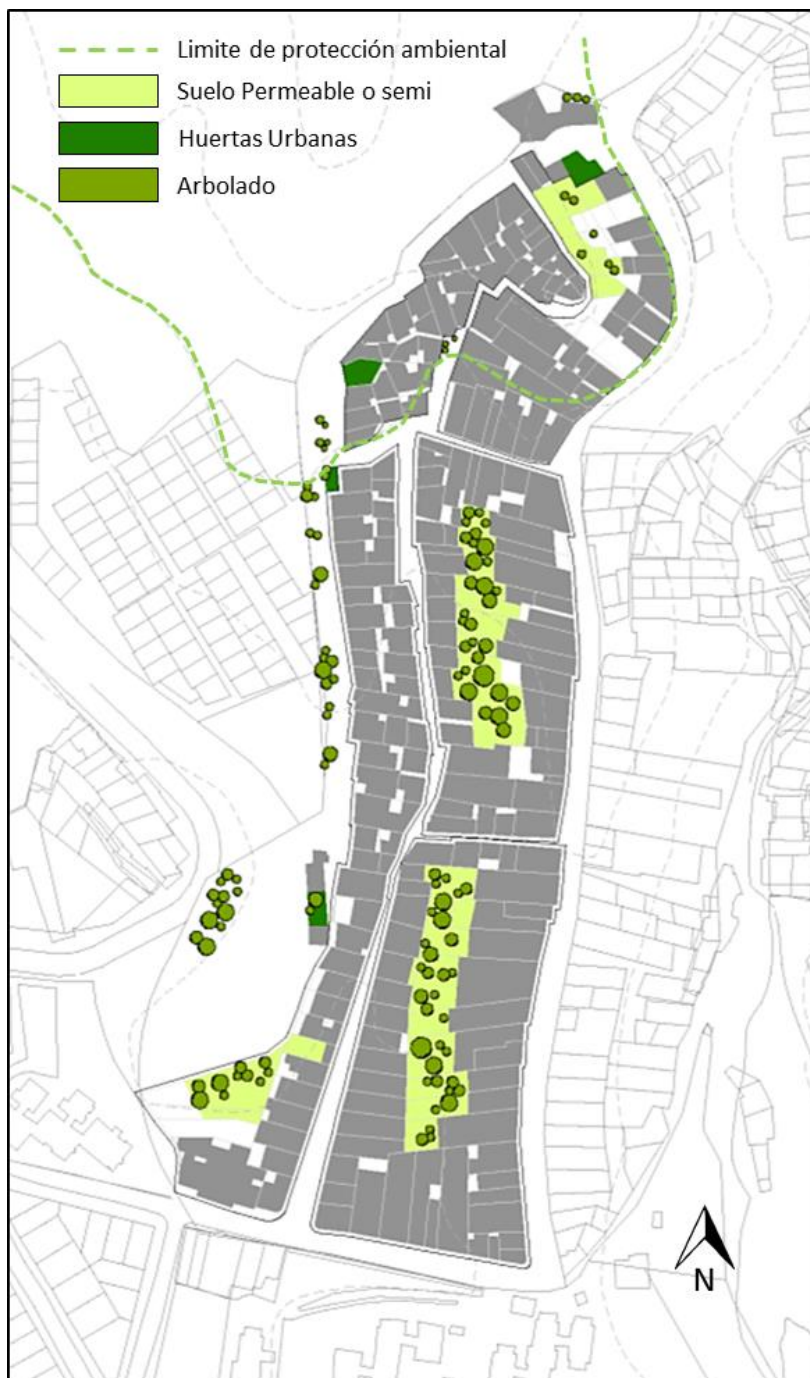 Limite de protección ambiental
Suelo Permeable o semi
Huertas Urbanas
Arbolado
N